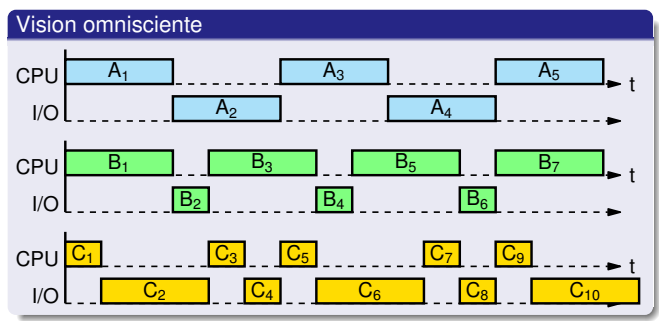 Vision omnisciente
CPU A1 A3 A5 t
I/O A2 A4
CPU B1 B3 B5 B7 t
I/O B2 B4 B6
CPU C1 C3 C5 C7 C9 t
I/O C2 C4 C6 C8 C10